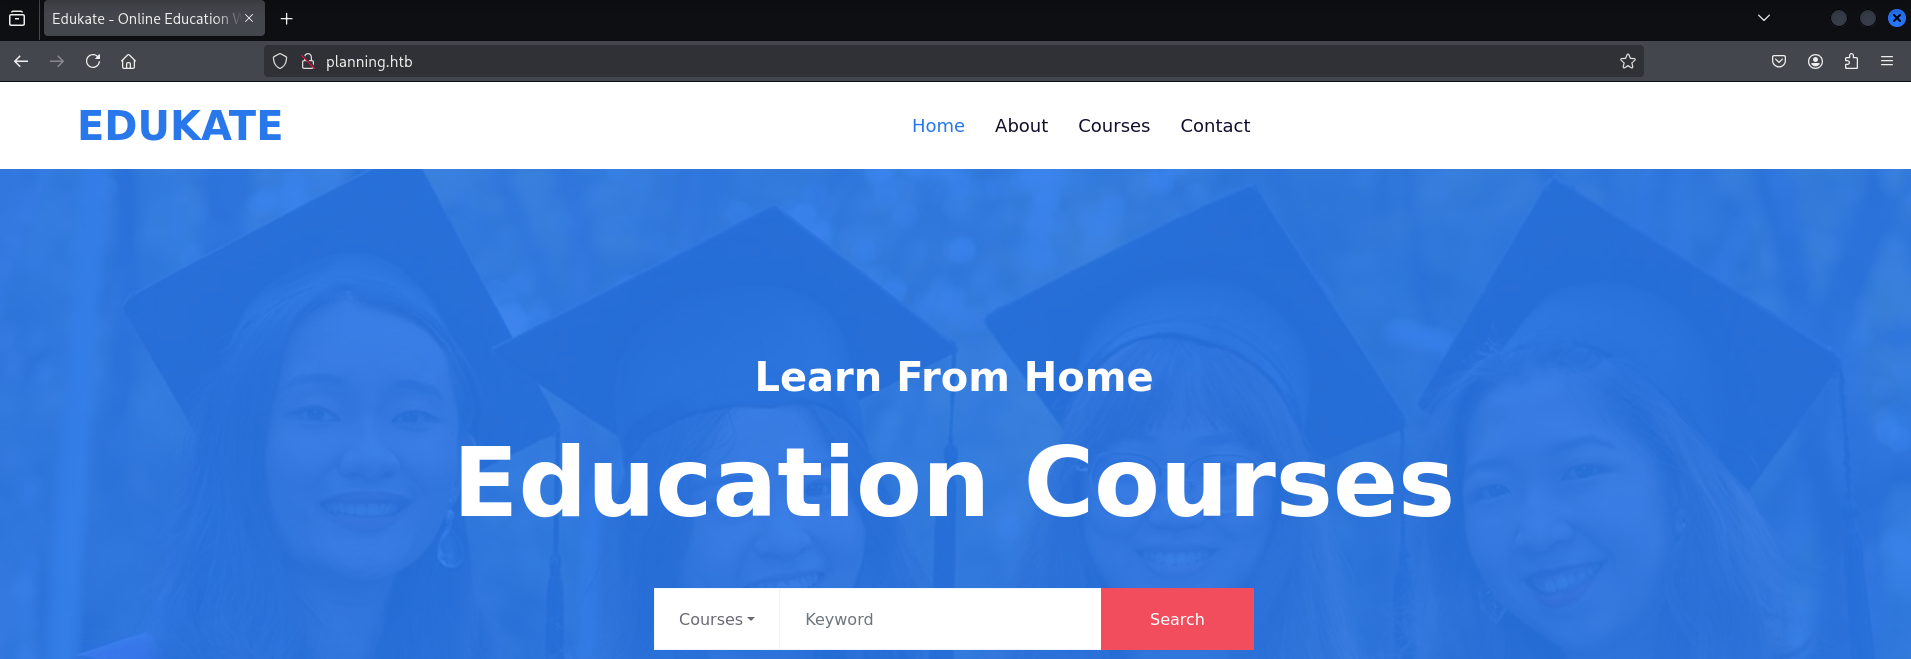 Edukate - Online Education
planning.htb
EDUKATE
Home About Courses Contact
Learn From Home
Education Courses
Courses Keyword Search